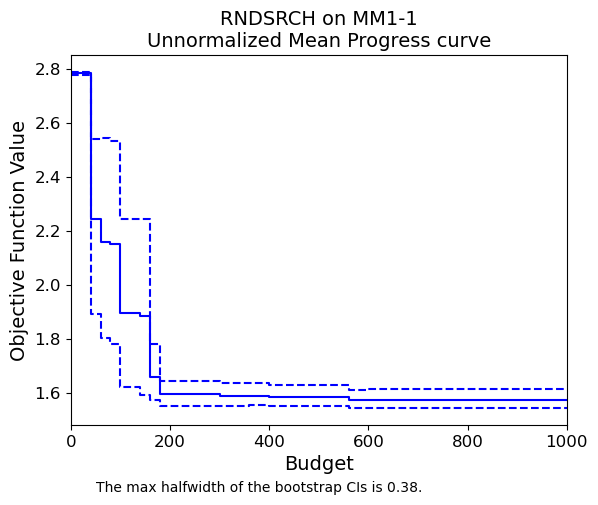 RNDSRCH on MM1-1
Unnormalized Mean Progress curve
Objective Function Value
2.8
2.6
2.4
2.2
2.0
1.8
1.6
0 200 400 600 800 1000
Budget
The max halfwidth of the bootstrap CIs is 0.38.